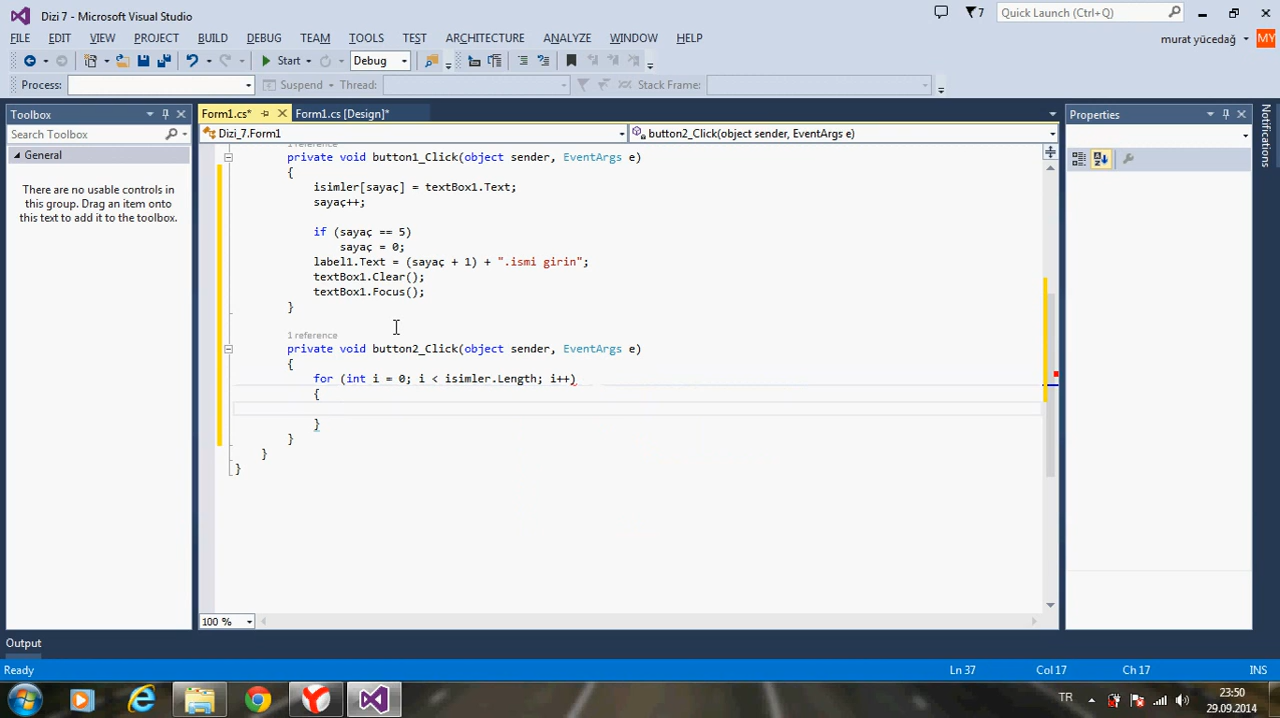 Dizi 7 - Microsoft Visual Studio
7
Quick Launch (Ctrl+Q)
FILE EDIT VIEW PROJECT BUILD DEBUG TEAM TOOLS TEST ARCHITECTURE ANALYZE WINDOW HELP
murat yücedağ MY
Start Debug
Process: Suspend Thread: Stack Frame:
Toolbox
Form1.cs* Form1.cs [Design]*
Properties
Notifications
Search Toolbox
Dizi_7.Form1
button2_Click(object sender, EventArgs e)
General
There are no usable controls in
this group. Drag an item onto
this text to add it to the toolbox.
1 reference
private void button1_Click(object sender, EventArgs e)
{
isimler[sayaç] = textBox1.Text;
sayaç++;
if (sayaç == 5)
sayaç = 0;
label1.Text = (sayaç + 1) + ".ismi girin";
textBox1.Clear();
textBox1.Focus();
}
1 reference
private void button2_Click(object sender, EventArgs e)
{
for (int i = 0; i < isimler.Length; i++)
{
}
}
}
}
100 %
Output
Ready Ln 37 Col 17 Ch 17 INS
TR
23:50
29.09.2014